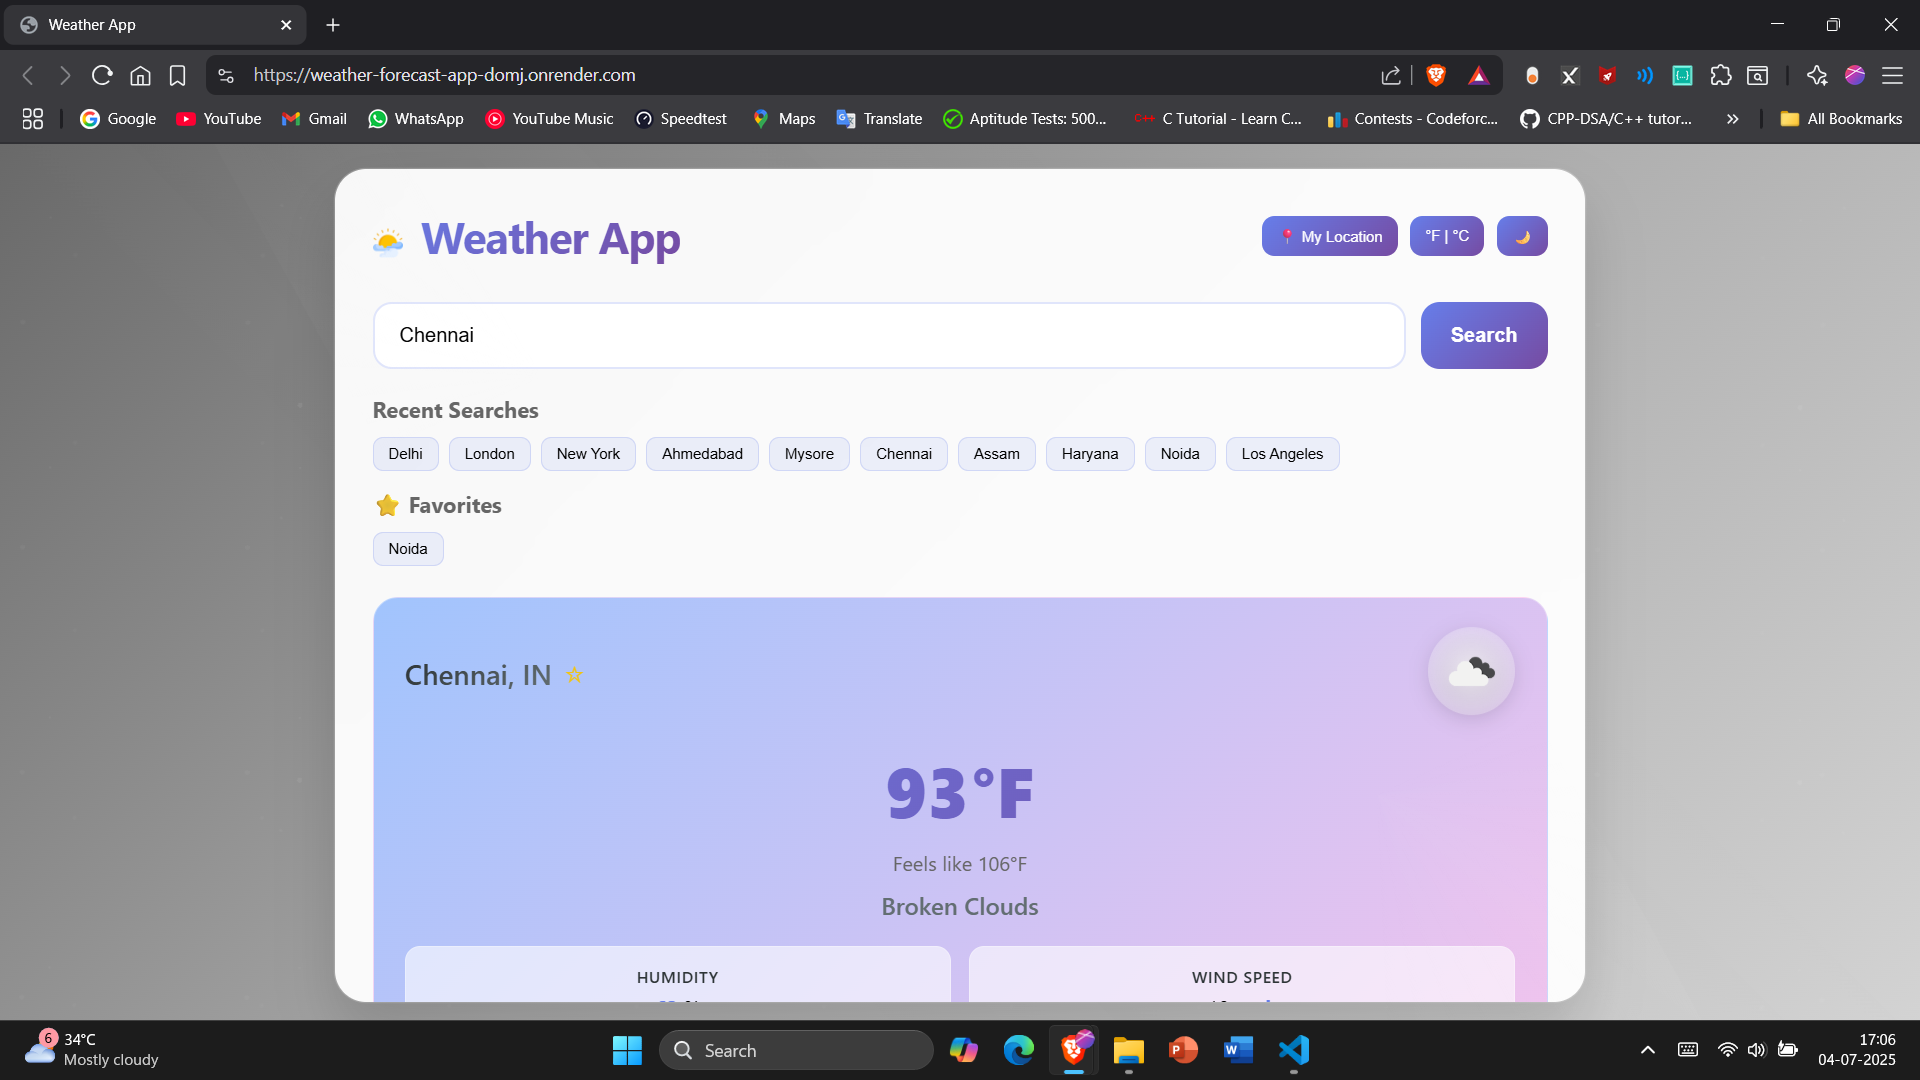 Weather App
https://weather-forecast-app-domj.onrender.com
Google YouTube Gmail WhatsApp YouTube Music Speedtest Maps Translate Aptitude Tests: 500... C++ C Tutorial - Learn C... Contests - Codeforc... CPP-DSA/C++ tutor... » All Bookmarks
Weather App
My Location
°F | °C
Chennai
Search
Recent Searches
Delhi London New York Ahmedabad Mysore Chennai Assam Haryana Noida Los Angeles
Favorites
Noida
Chennai, IN
93°F
Feels like 106°F
Broken Clouds
HUMIDITY
WIND SPEED
6
34°C
Mostly cloudy
Search
17:06
04-07-2025